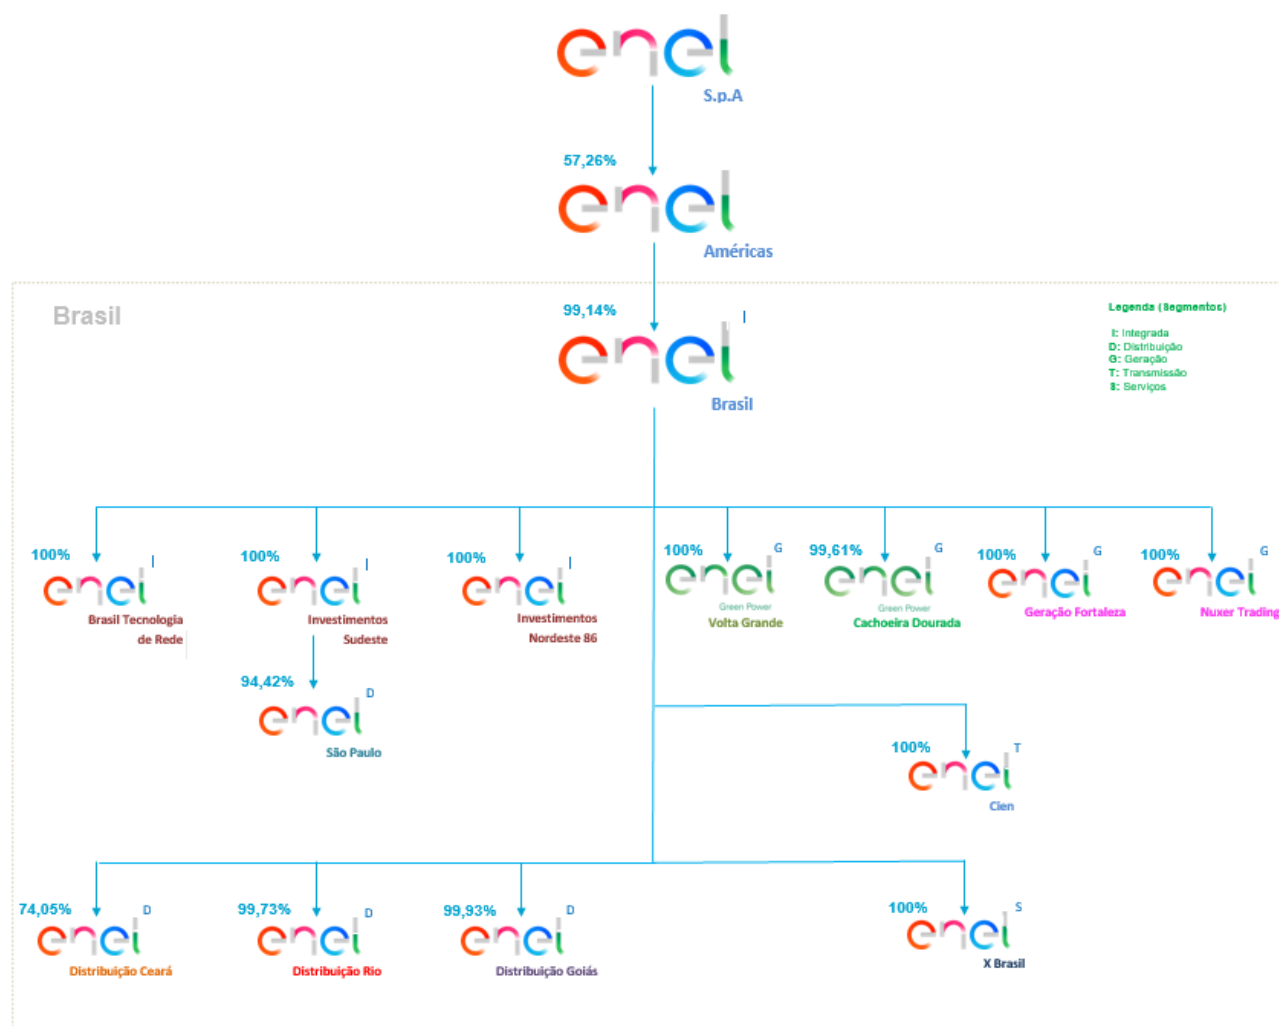 enel
S.p.A
57,26%
enel
Américas
Brasil
99,14%
I
enel
Brasil
Legenda (Segmentos)
I: Integrada
D: Distribuição
G: Geração
T: Transmissão
S: Serviços
100%
I
enel
Brasil Tecnologia
de Rede
100%
I
enel
Investimentos
Sudeste
100%
I
enel
Investimentos
Nordeste 86
100%
G
enel
Green Power
Volta Grande
99,61%
G
enel
Green Power
Cachoeira Dourada
100%
G
enel
Geração Fortaleza
100%
G
enel
Nuxer Trading
94,42%
D
enel
São Paulo
100%
T
enel
Cien
74,05%
D
enel
Distribuição Ceará
99,73%
D
enel
Distribuição Rio
99,93%
D
enel
Distribuição Goiás
100%
S
enel
X Brasil